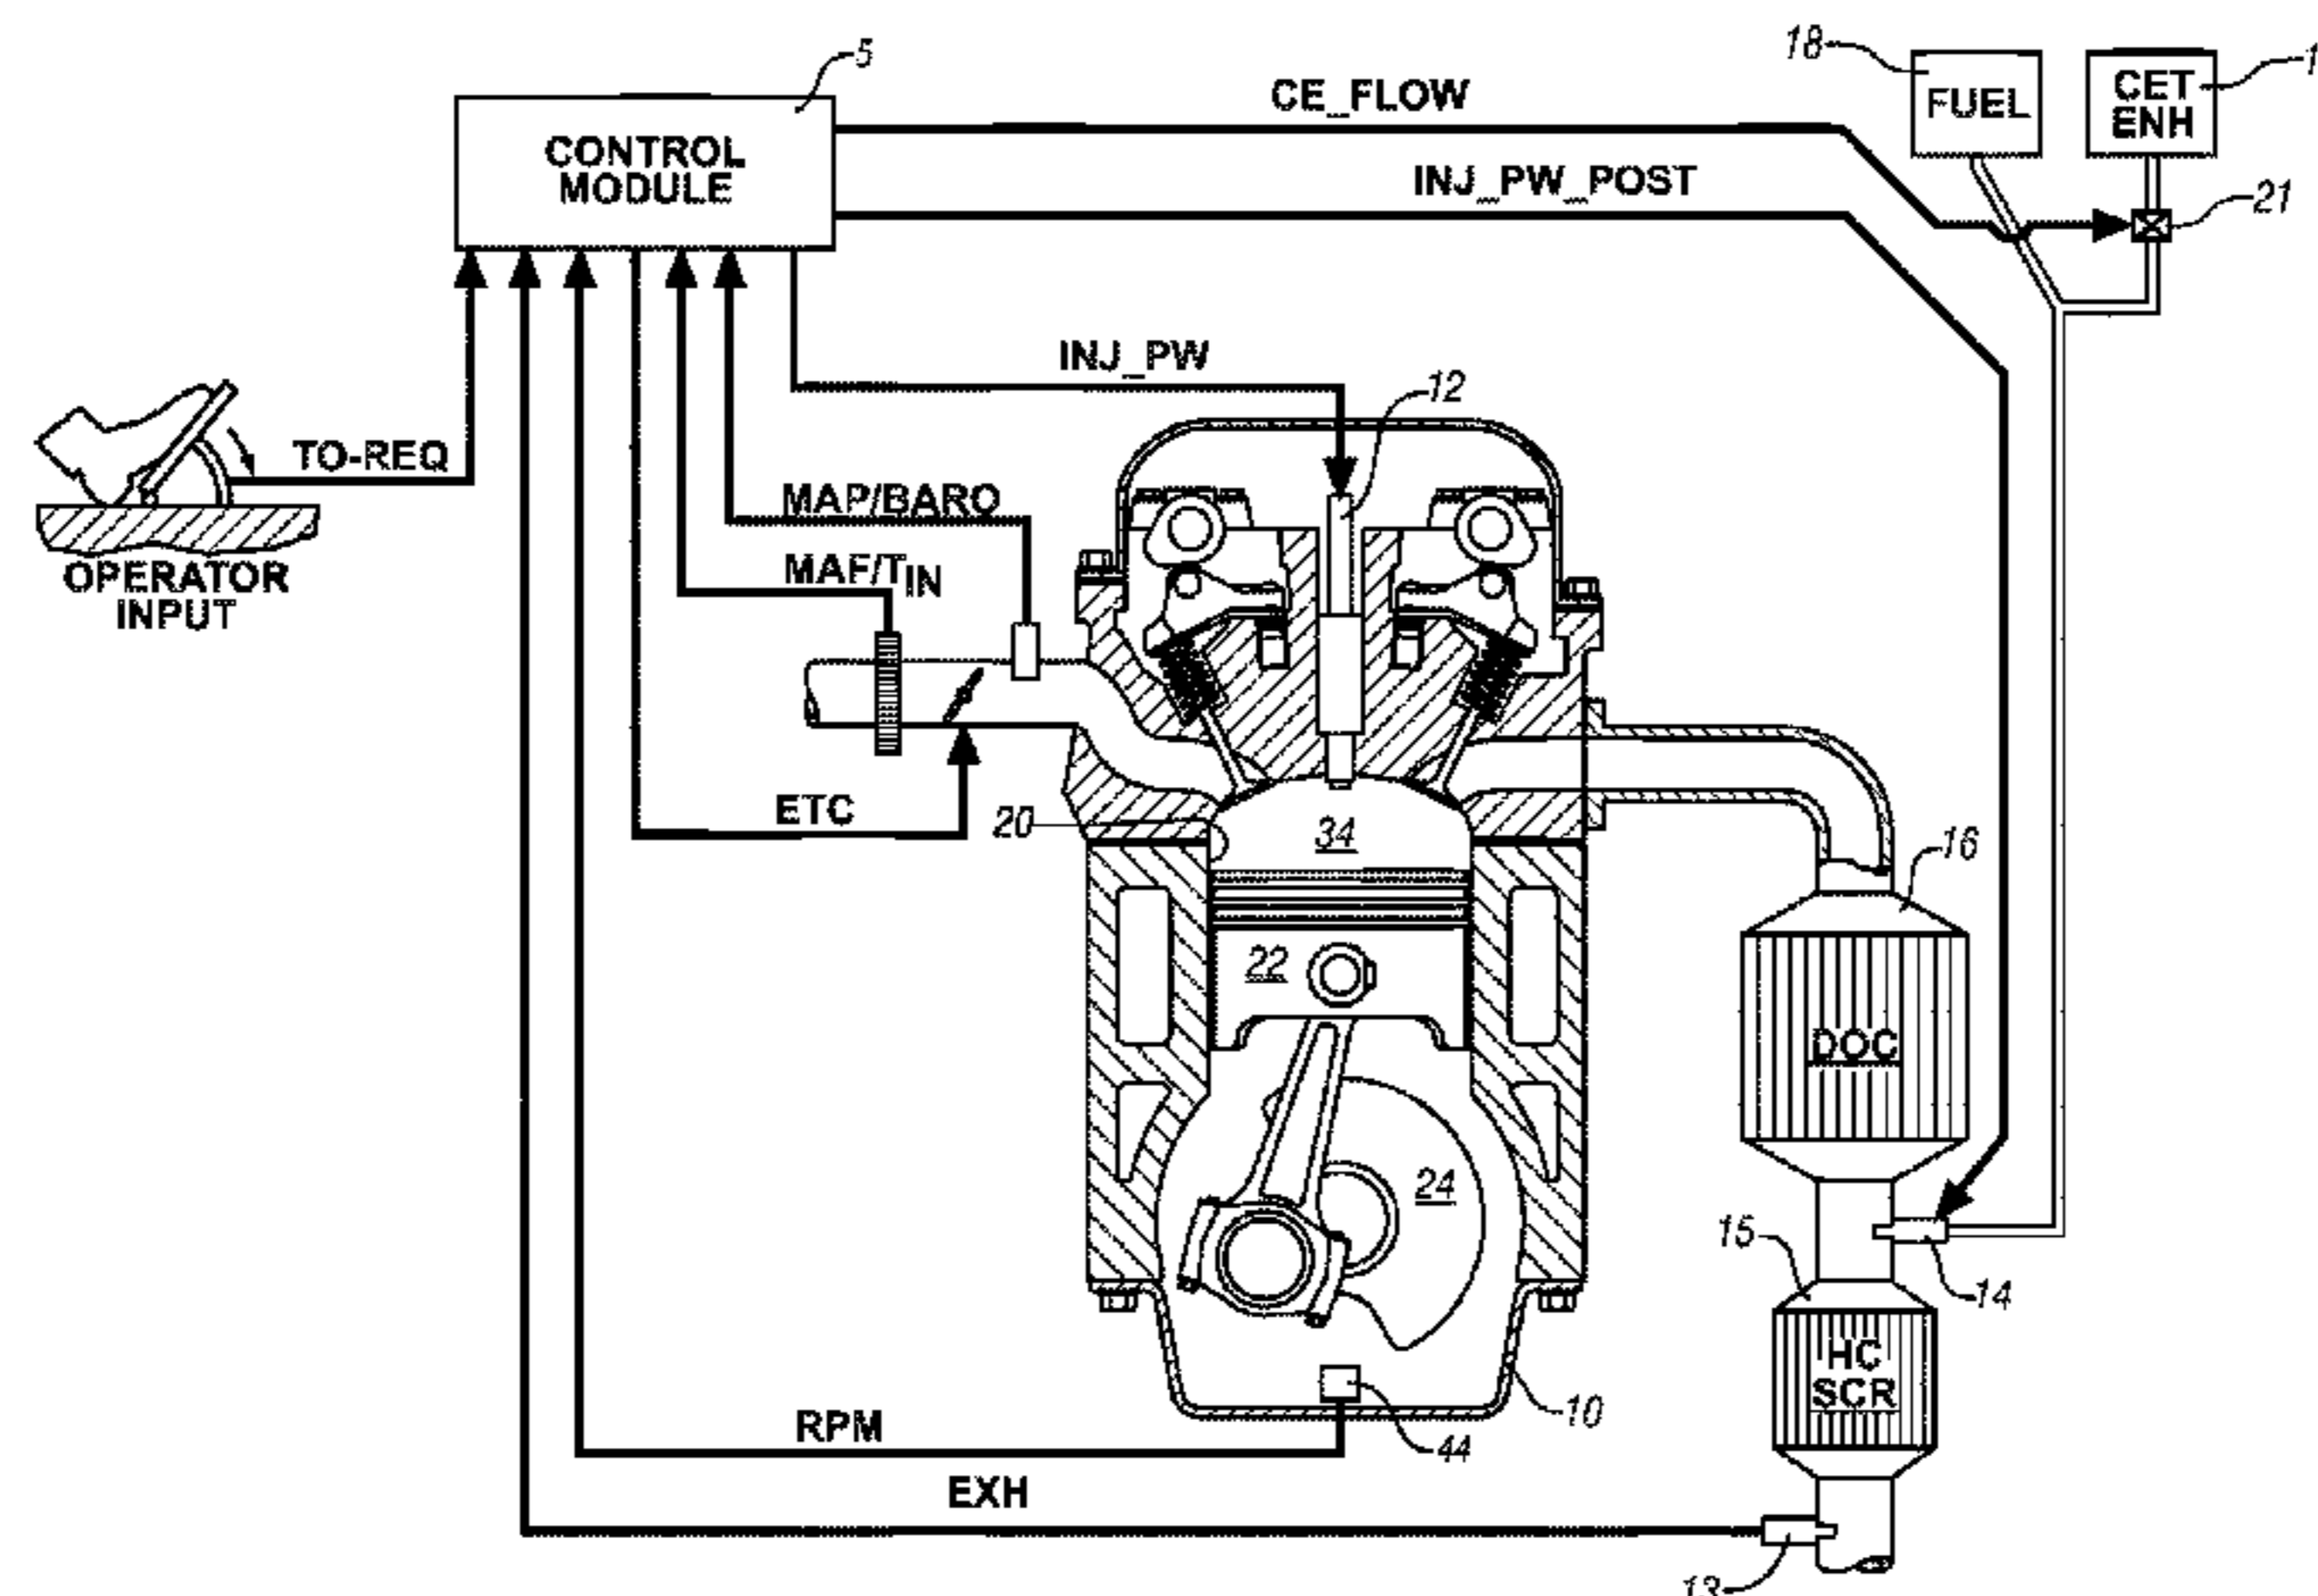 5
18
FUEL
CET
ENH
1
CE_FLOW
CONTROL
MODULE
INJ_PW_POST
21
INJ_PW
12
TO-REQ
MAP/BARO
MAF/TIN
OPERATOR
INPUT
ETC
20
34
16
22
DOC
24
15
14
HC
SCR
10
RPM
44
EXH
13